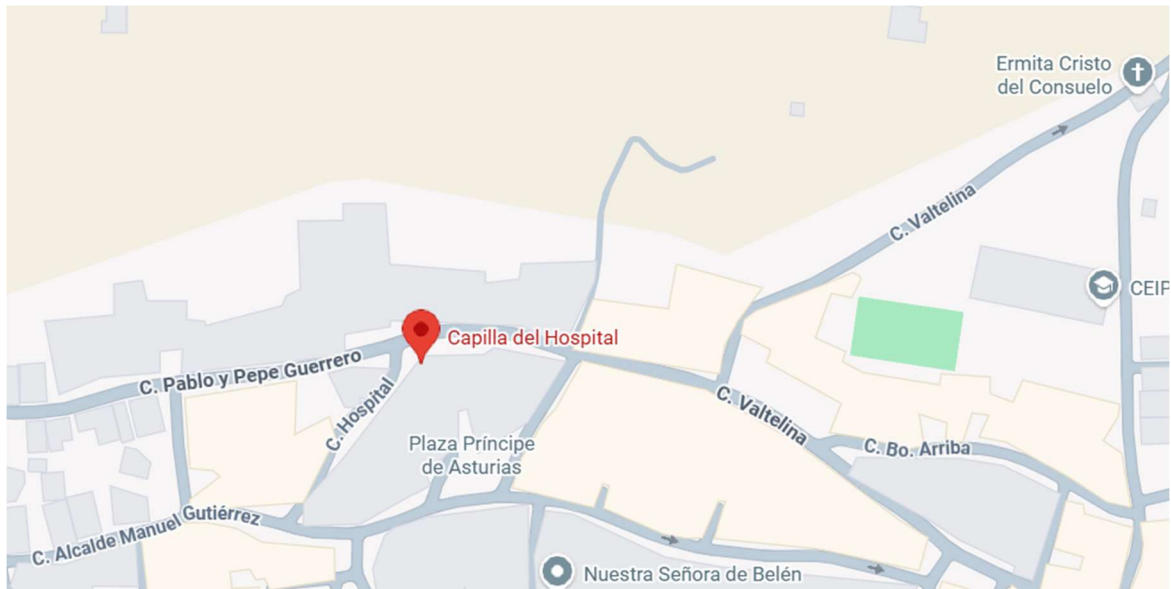 Ermita Cristo
del Consuelo
C. Valtelina
CEIP
Capilla del Hospital
C. Pablo y Pepe Guerrero
C. Hospital
C. Valtelina
Plaza Príncipe
de Asturias
C. Bo. Arriba
C. Alcalde Manuel Gutiérrez
Nuestra Señora de Belén